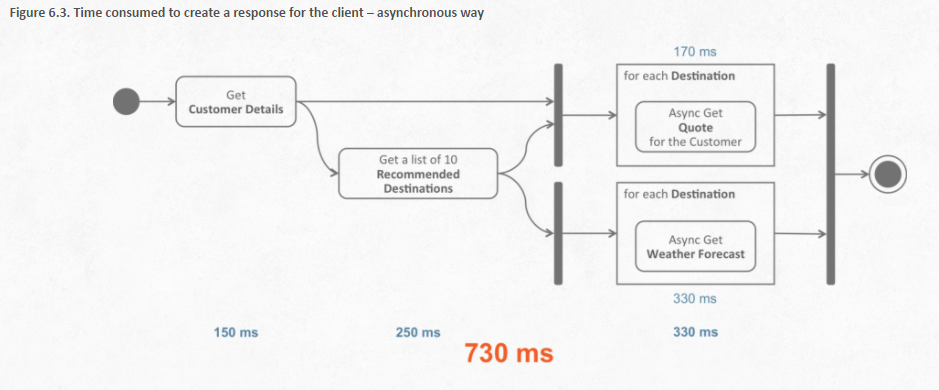 Figure 6.3. Time consumed to create a response for the client – asynchronous way
170 ms
for each Destination
Get
Customer Details
Async Get
Quote
for the Customer
Get a list of 10
Recommended
Destinations
for each Destination
Async Get
Weather Forecast
330 ms
150 ms
250 ms
330 ms
730 ms